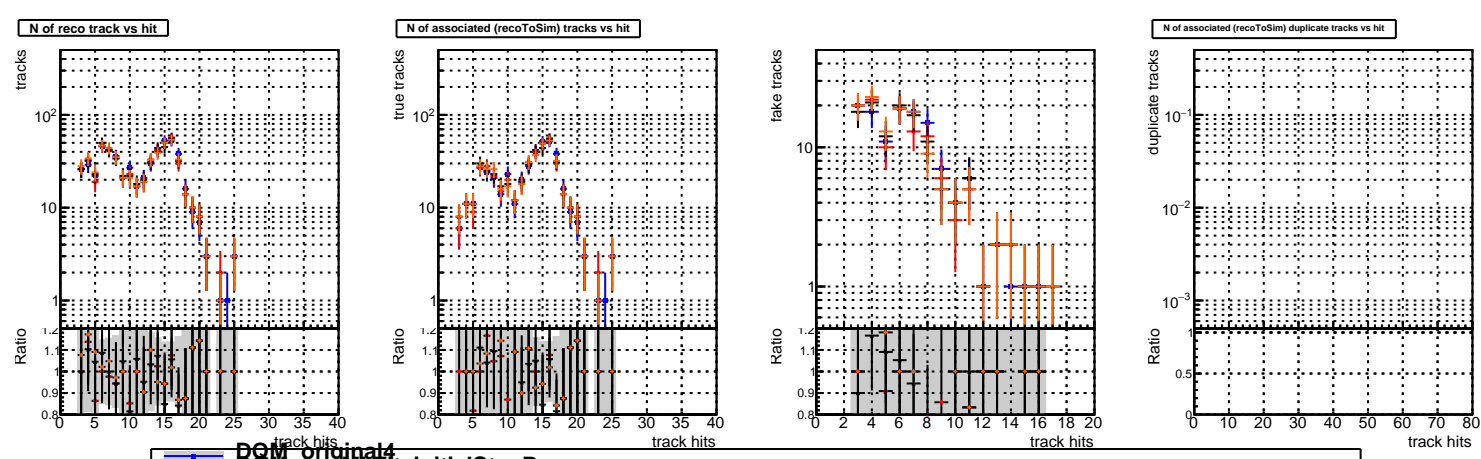 N of reco track vs hit
N of associated (recoToSim) tracks vs hit
N of associated (recoToSim) duplicate tracks vs hit
tracks
10²
10
1
Ratio
1.2
1.1
1
0.9
0.8
0 5 10 15 20 25 30 35 40
track hits
true tracks
10²
10
1
Ratio
1.2
1.1
1
0.9
0.8
0 5 10 15 20 25 30 35 40
track hits
fake tracks
10
1
Ratio
1.2
1.1
1
0.9
0.8
0 2 4 6 8 10 12 14 16 18 20
track hits
duplicate tracks
10⁻¹
10⁻²
10⁻³
Ratio
1
0.5
0
0 10 20 30 40 50 60 70 80
track hits
DQM_original4